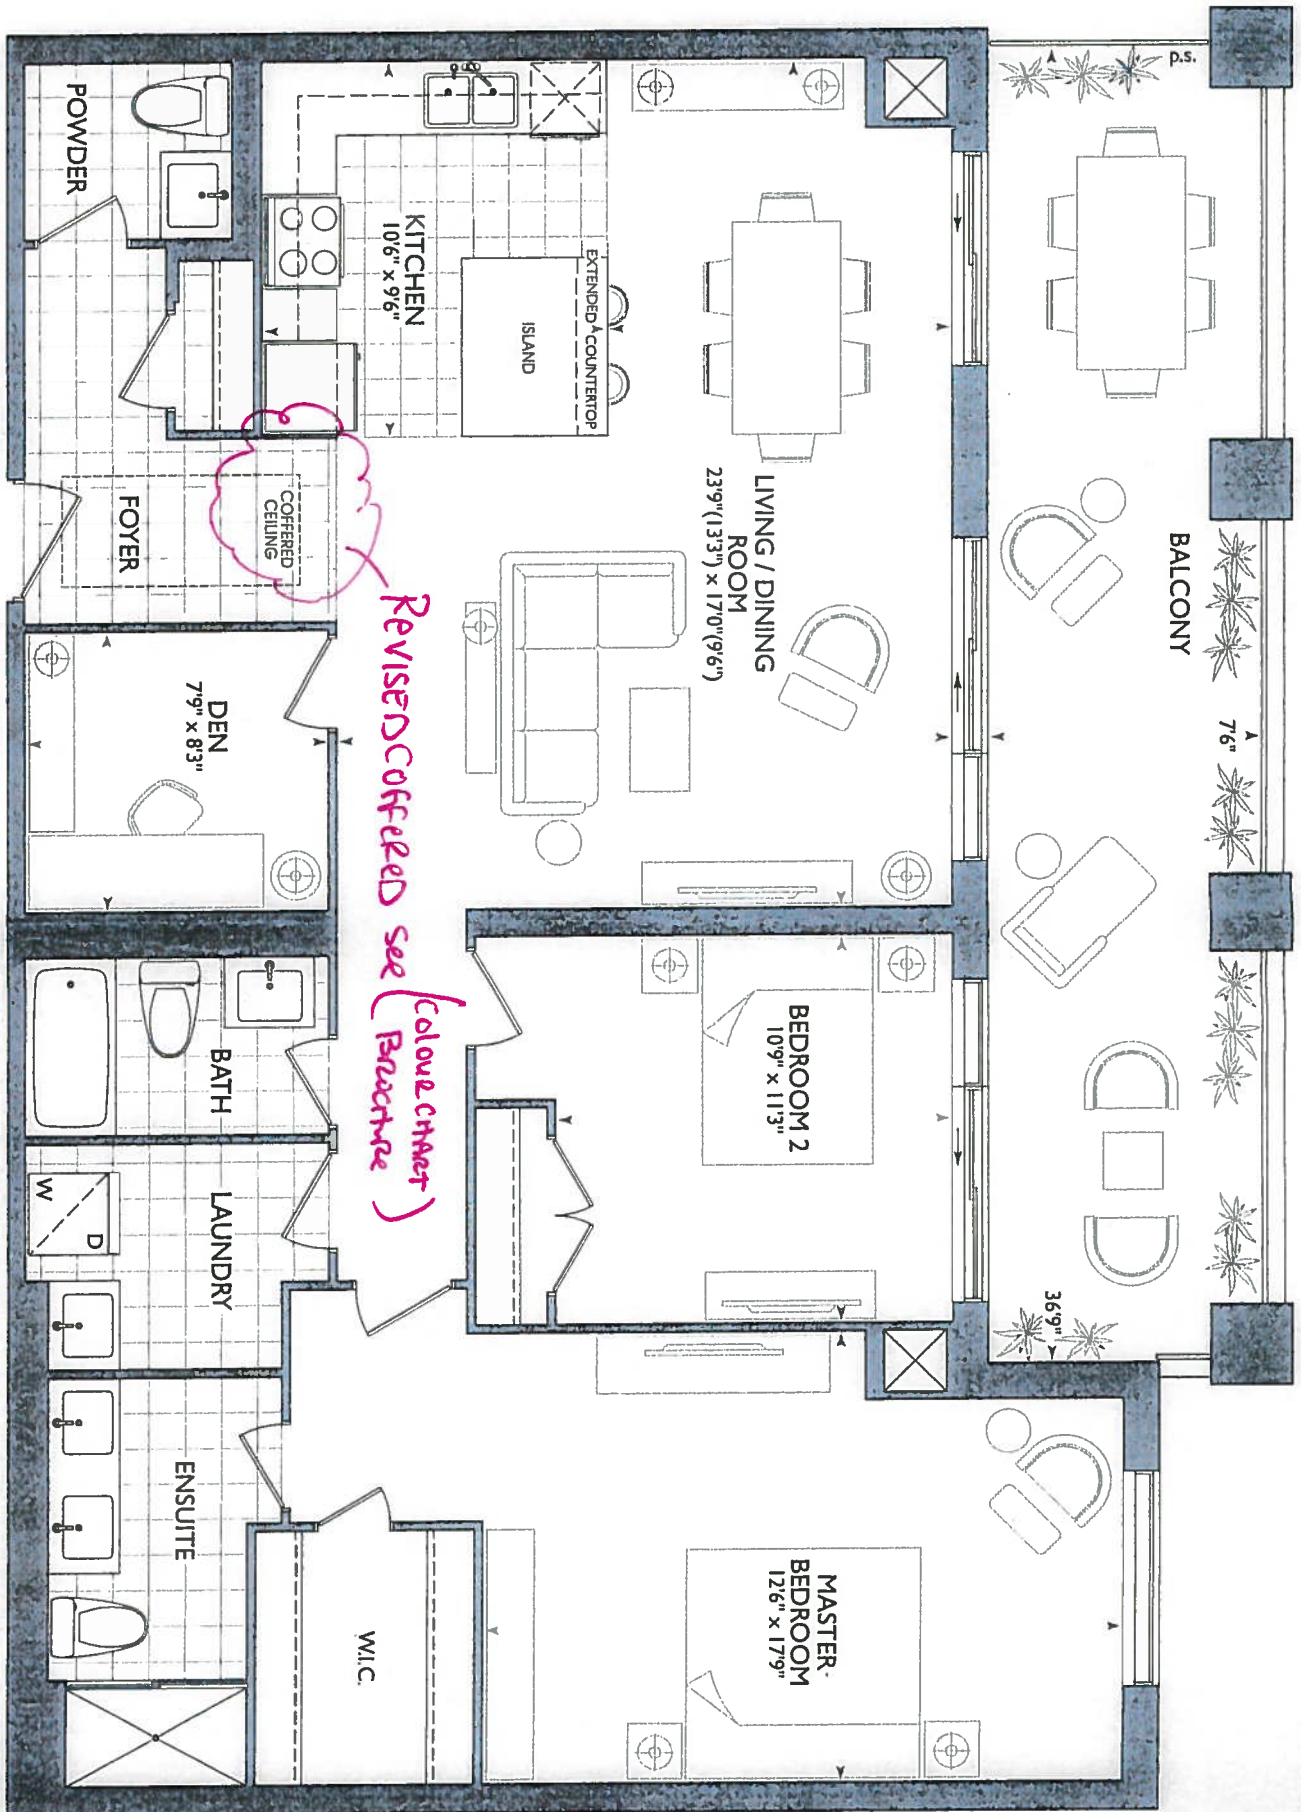 p.s.
BALCONY
7'6"
36'9"
POWDER
KITCHEN
10'6" x 9'6"
EXTENDED COUNTERTOP
ISLAND
LIVING / DINING
ROOM
23'9"(13'3") x 17'0"(9'6")
FOYER
COFFERED
CEILING
REVISED COFFERED see (COLOUR CHART
BROCHURE)
DEN
7'9" x 8'3"
BATH
BEDROOM 2
10'9" x 11'3"
LAUNDRY
W
D
ENSUITE
W.I.C.
MASTER
BEDROOM
12'6" x 17'9"